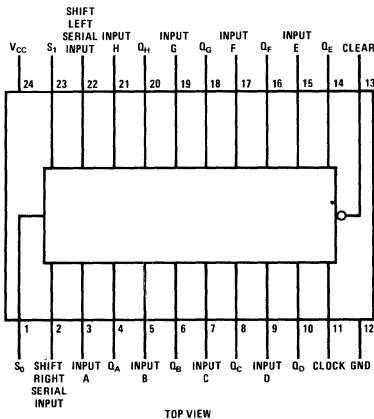 SHIFT
LEFT
SERIAL
INPUT
INPUT
H
INPUT
G
INPUT
F
INPUT
E
VCC S1 QH QG QF QE CLEAR
24 23 22 21 20 19 18 17 16 15 14 13
1 2 3 4 5 6 7 8 9 10 11 12
S0
SHIFT
RIGHT
SERIAL
INPUT
INPUT
A
QA
INPUT
B
QB
INPUT
C
QC
INPUT
D
QD
CLOCK
GND
TOP VIEW